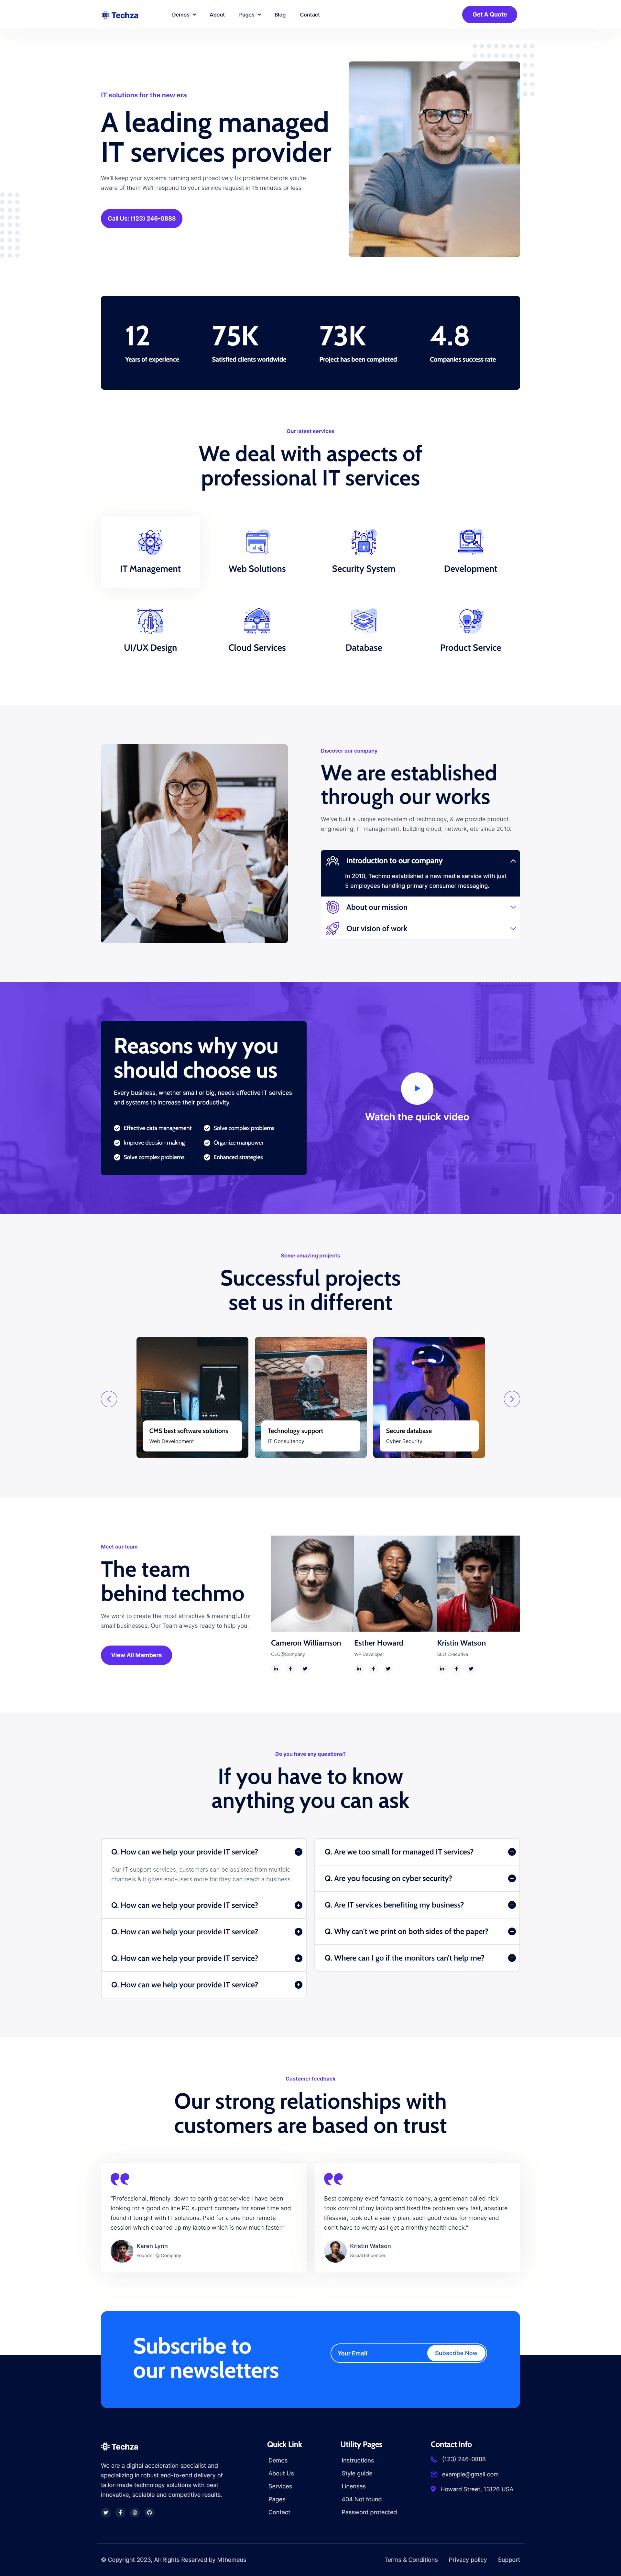 Techza
Demos
About
Pages
Blog
Contact
Get A Quote
IT solutions for the new era
A leading managed
IT services provider
We'll keep your systems running and proactively fix problems before you're
aware of them We'll respond to your service request in 15 minutes or less
Call Us: (123) 246-0888
12
Years of experience
75K
Satisfied clients worldwide
73K
Project has been completed
4.8
Companies success rate
Our latest services
We deal with aspects of
professional IT services
IT Management
Web Solutions
Security System
Development
UI/UX Design
Cloud Services
Database
Product Service
Discover our company
We are established
through our works
We've built a unique ecosystem of technology, & we provide product
engineering, IT management, building cloud, network, etc since 2010.
Introduction to our company
In 2010, Techmo established a new media service with just
5 employees handling primary consumer messaging.
About our mission
Our vision of work
Reasons why you
should choose us
Every business, whether small or big, needs effective IT services
and systems to increase their productivity.
Effective data management
Solve complex problems
Improve decision making
Organize manpower
Solve complex problems
Enhanced strategies
Watch the quick video
Some amazing projects
Successful projects
set us in different
CMS best software solutions
Web Development
Technology support
IT Consultancy
Secure database
Cyber Security
Meet our team
The team
behind techmo
We work to create the most attractive & meaningful for
small businesses. Our Team always ready to help you.
View All Members
Cameron Williamson
CEO@Company
Esther Howard
WP Developer
Kristin Watson
SEO Executive
Do you have any questions?
If you have to know
anything you can ask
Q. How can we help your provide IT service?
Our IT support services, customers can be assisted from multiple
channels & it gives end-users more for they can reach a business.
Q. How can we help your provide IT service?
Q. How can we help your provide IT service?
Q. How can we help your provide IT service?
Q. How can we help your provide IT service?
Q. Are we too small for managed IT services?
Q. Are you focusing on cyber security?
Q. Are IT services benefiting my business?
Q. Why can't we print on both sides of the paper?
Q. Where can I go if the monitors can't help me?
Customer feedback
Our strong relationships with
customers are based on trust
"Professional, friendly, down to earth great service I have been
looking for a good on line PC support company for some time and
found it tonight with IT solutions. Paid for a one hour remote
session which cleaned up my laptop which is now much faster."
Karen Lynn
Founder @ Company
Best company ever! fantastic company, a gentleman called nick
took control of my laptop and fixed the problem very fast, absolute
lifesaver, took out a yearly plan, such good value for money and
don't have to worry as I get a monthly health check."
Kristin Watson
Social Influencer
Subscribe to
our newsletters
Your Email
Subscribe Now
Techza
We are a digital acceleration specialist and
specializing in robust end-to-end delivery of
tailor-made technology solutions with best
innovative, scalable and competitive results.
Quick Link
Demos
About Us
Services
Pages
Contact
Utility Pages
Instructions
Style guide
Licenses
404 Not found
Password protected
Contact Info
(123) 246-0888
example@gmail.com
Howard Street, 13126 USA
© Copyright 2023, All Rights Reserved by Mthemeus
Terms & Conditions
Privacy policy
Support